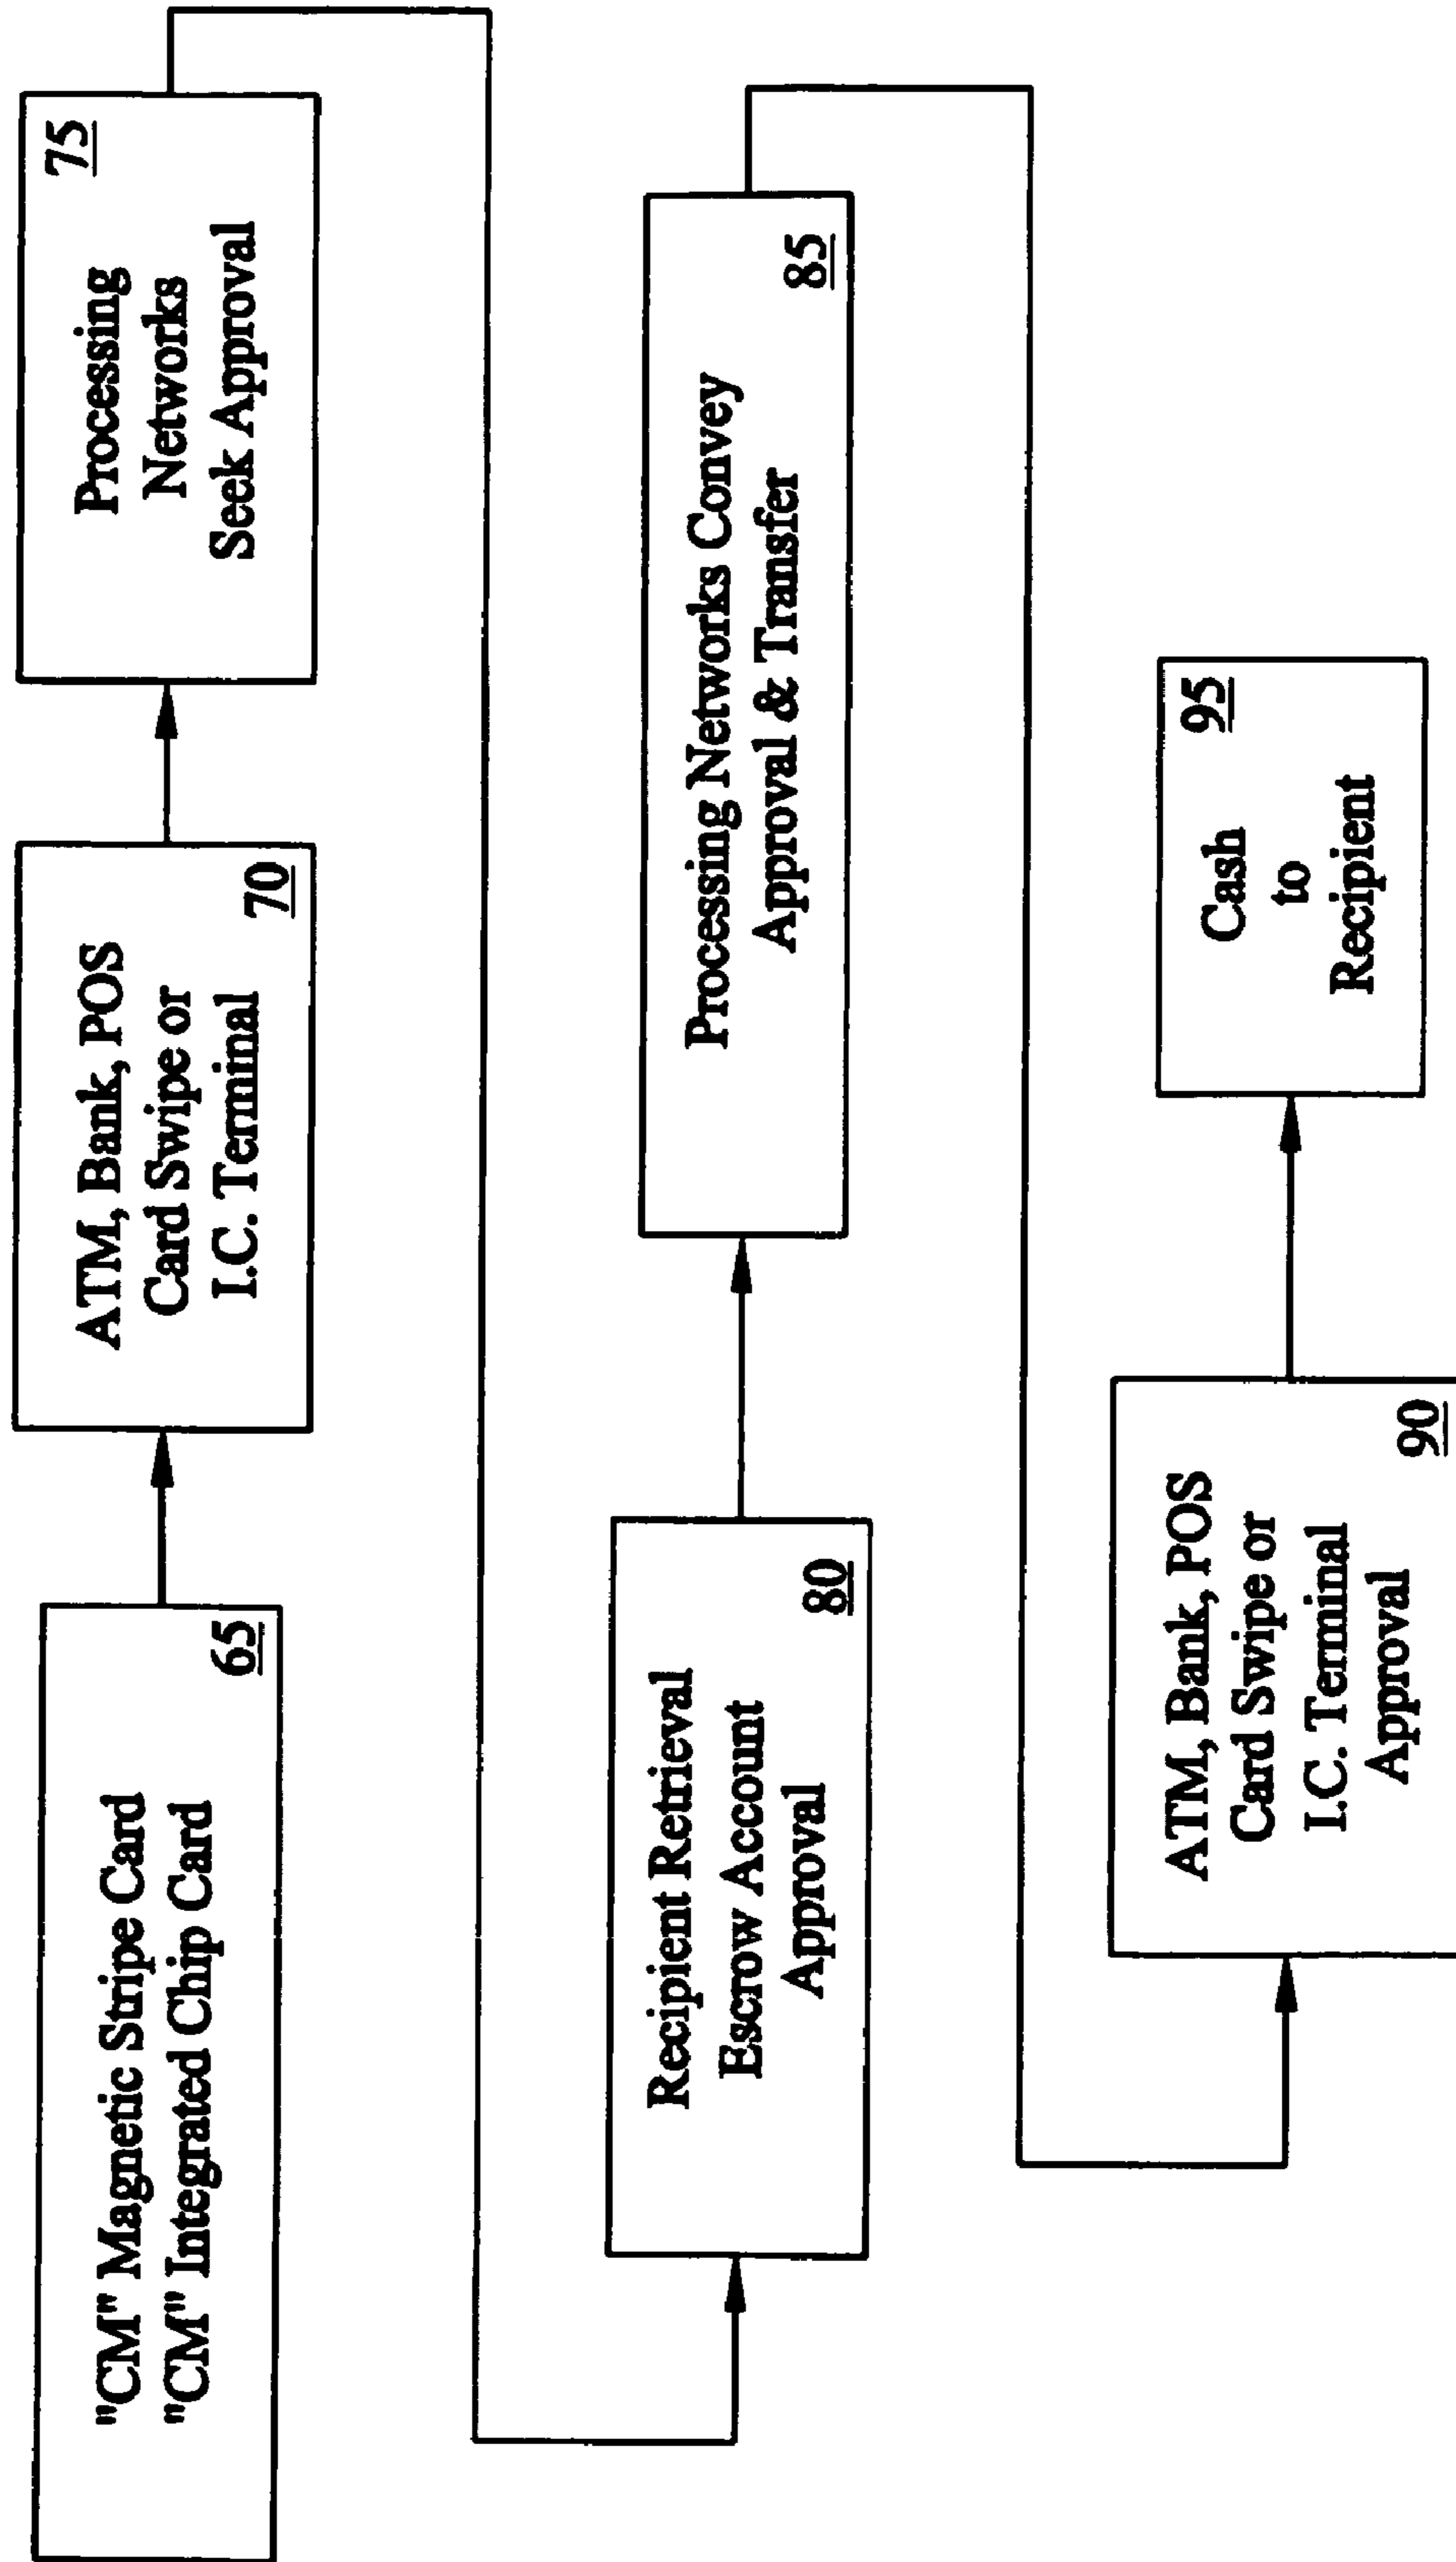 "CM" Magnetic Stripe Card
"CM" Integrated Chip Card
65
ATM, Bank, POS
Card Swipe or
I.C. Terminal
70
75
Processing
Networks
Seek Approval
Recipient Retrieval
Escrow Account
Approval
80
Processing Networks Convey
Approval & Transfer
85
ATM, Bank, POS
Card Swipe or
I.C. Terminal
Approval
90
95
Cash
to
Recipient